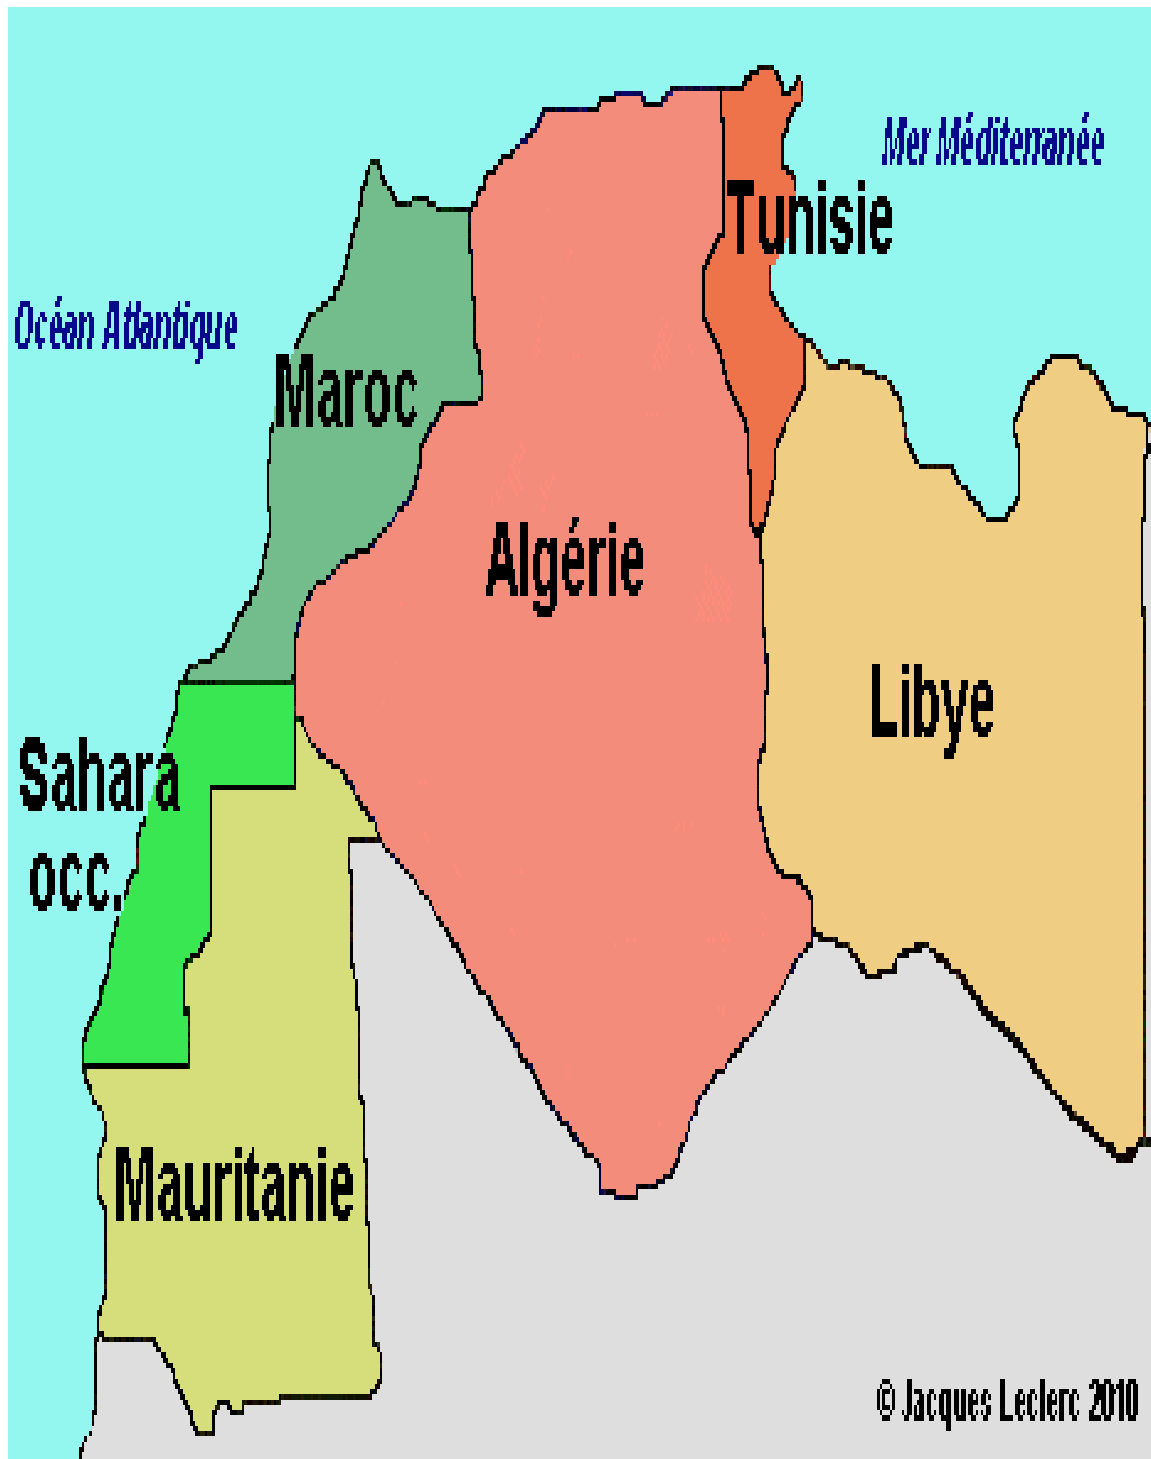 Mer Méditerranée
Tunisie
Océan Atlantique
Maroc
Algérie
Libye
Sahara
occ.
Mauritanie
© Jacques Leclerc 2010